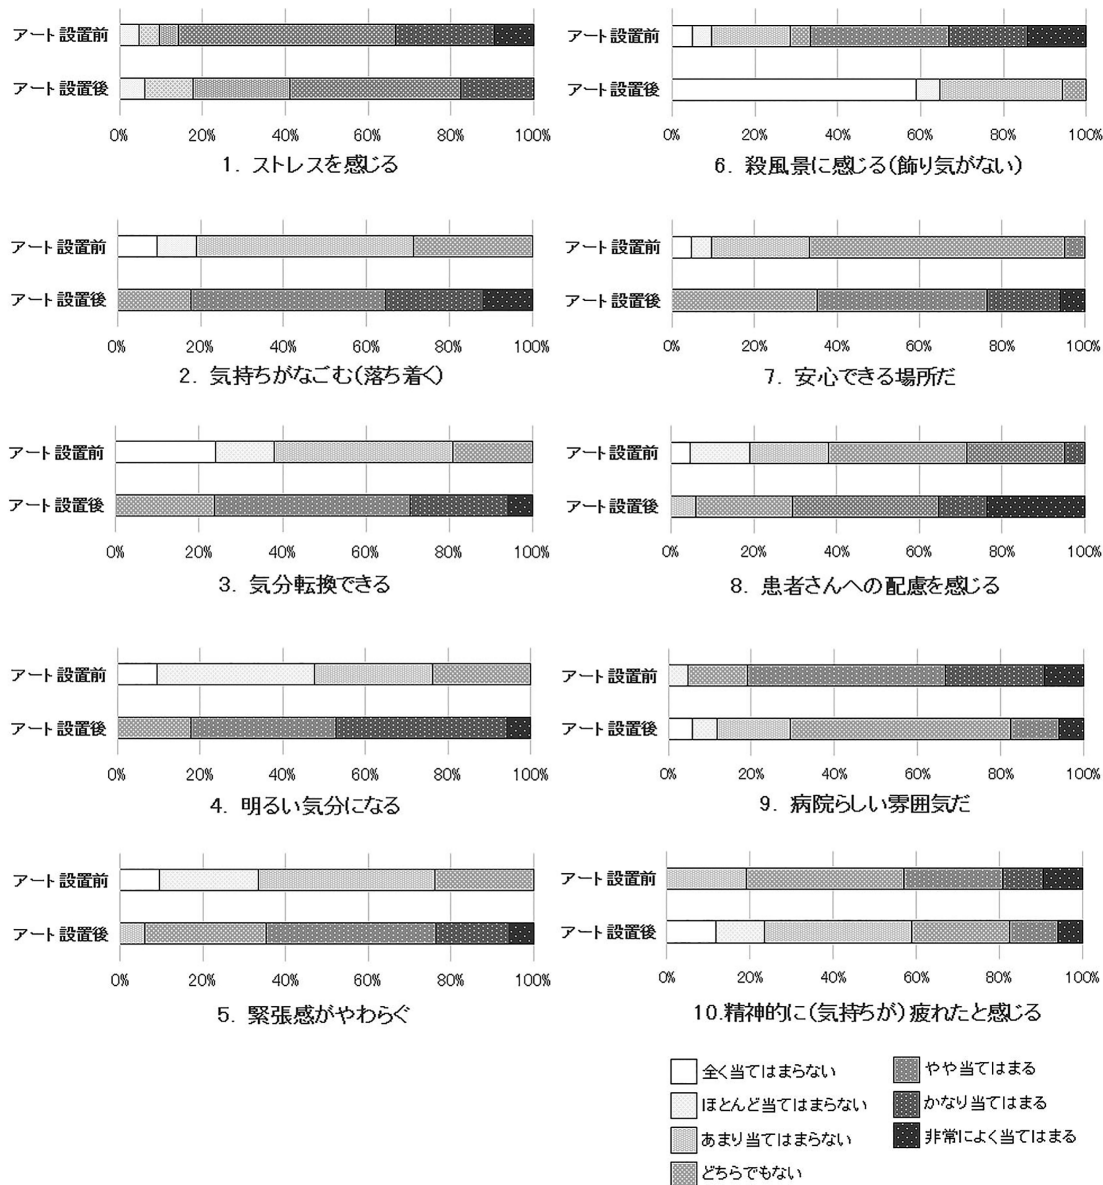 アート設置前
アート設置後
0% 20% 40% 60% 80% 100%
1. ストレスを感じる
アート設置前
アート設置後
0% 20% 40% 60% 80% 100%
2. 気持ちがなごむ(落ち着く)
アート設置前
アート設置後
0% 20% 40% 60% 80% 100%
3. 気分転換できる
アート設置前
アート設置後
0% 20% 40% 60% 80% 100%
4. 明るい気分になる
アート設置前
アート設置後
0% 20% 40% 60% 80% 100%
5. 緊張感がやわらぐ
アート設置前
アート設置後
0% 20% 40% 60% 80% 100%
6. 殺風景に感じる(飾り気がない)
アート設置前
アート設置後
0% 20% 40% 60% 80% 100%
7. 安心できる場所だ
アート設置前
アート設置後
0% 20% 40% 60% 80% 100%
8. 患者さんへの配慮を感じる
アート設置前
アート設置後
0% 20% 40% 60% 80% 100%
9. 病院らしい雰囲気だ
アート設置前
アート設置後
0% 20% 40% 60% 80% 100%
10.精神的に(気持ちが)疲れたと感じる
全く当てはまらない
ほとんど当てはまらない
あまり当てはまらない
どちらでもない
やや当てはまる
かなり当てはまる
非常によく当てはまる